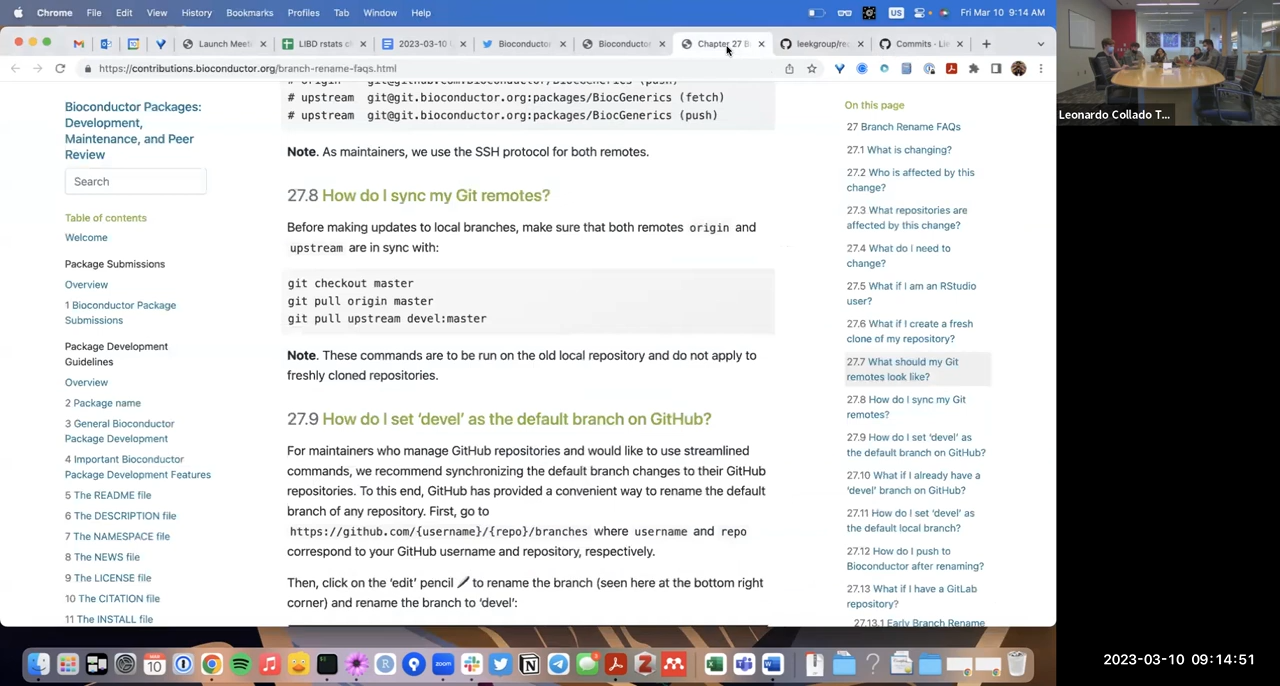 Chrome File Edit View History Bookmarks Profiles Tab Window Help US Fri Mar 10 9:14 AM
Launch Meet LIBD rstats c 2023-03-10 Bioconductor Bioconductor Chapter 27 B leekgroup/rec Commits · Lie
https://contributions.bioconductor.org/branch-rename-faqs.html
Bioconductor Packages:
Development,
Maintenance, and Peer
Review
Search
Table of contents
Welcome
Package Submissions
Overview
1 Bioconductor Package
Submissions
Package Development
Guidelines
Overview
2 Package name
3 General Bioconductor
Package Development
4 Important Bioconductor
Package Development Features
5 The README file
6 The DESCRIPTION file
7 The NAMESPACE file
8 The NEWS file
9 The LICENSE file
10 The CITATION file
11 The INSTALL file
# upstream git@git.bioconductor.org:packages/BiocGenerics (fetch)
# upstream git@git.bioconductor.org:packages/BiocGenerics (push)
Note. As maintainers, we use the SSH protocol for both remotes.
27.8 How do I sync my Git remotes?
Before making updates to local branches, make sure that both remotes origin and
upstream are in sync with:
git checkout master
git pull origin master
git pull upstream devel:master
Note. These commands are to be run on the old local repository and do not apply to
freshly cloned repositories.
27.9 How do I set ‘devel’ as the default branch on GitHub?
For maintainers who manage GitHub repositories and would like to use streamlined
commands, we recommend synchronizing the default branch changes to their GitHub
repositories. To this end, GitHub has provided a convenient way to rename the default
branch of any repository. First, go to
https://github.com/{username}/{repo}/branches where username and repo
correspond to your GitHub username and repository, respectively.
Then, click on the ‘edit’ pencil to rename the branch (seen here at the bottom right
corner) and rename the branch to ‘devel’:
On this page
27 Branch Rename FAQs
27.1 What is changing?
27.2 Who is affected by this
change?
27.3 What repositories are
affected by this change?
27.4 What do I need to
change?
27.5 What if I am an RStudio
user?
27.6 What if I create a fresh
clone of my repository?
27.7 What should my Git
remotes look like?
27.8 How do I sync my Git
remotes?
27.9 How do I set ‘devel’ as
the default branch on GitHub?
27.10 What if I already have a
‘devel’ branch on GitHub?
27.11 How do I set ‘devel’ as
the default local branch?
27.12 How do I push to
Bioconductor after renaming?
27.13 What if I have a GitLab
repository?
27.13.1 Early Branch Rename
Leonardo Collado T...
2023-03-10 09:14:51